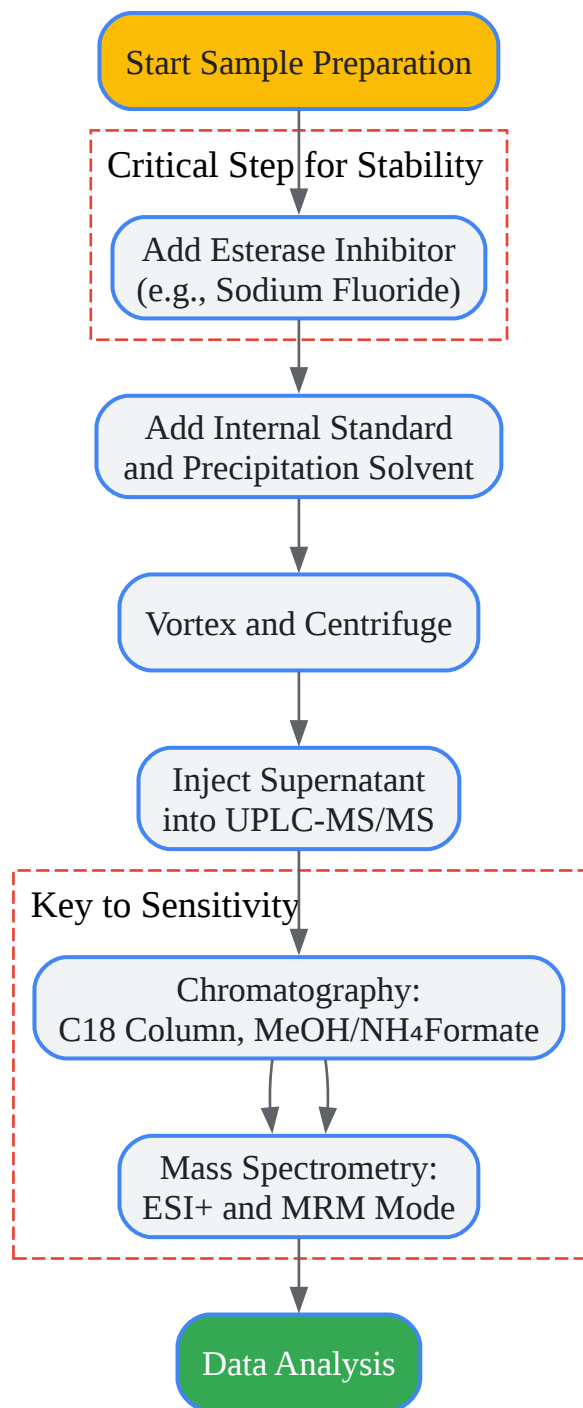 Start Sample Preparation
Critical Step for Stability
Add Esterase Inhibitor
(e.g., Sodium Fluoride)
Add Internal Standard
and Precipitation Solvent
Vortex and Centrifuge
Inject Supernatant
into UPLC-MS/MS
Key to Sensitivity
Chromatography:
C18 Column, MeOH/NH₄Formate
Mass Spectrometry:
ESI+ and MRM Mode
Data Analysis